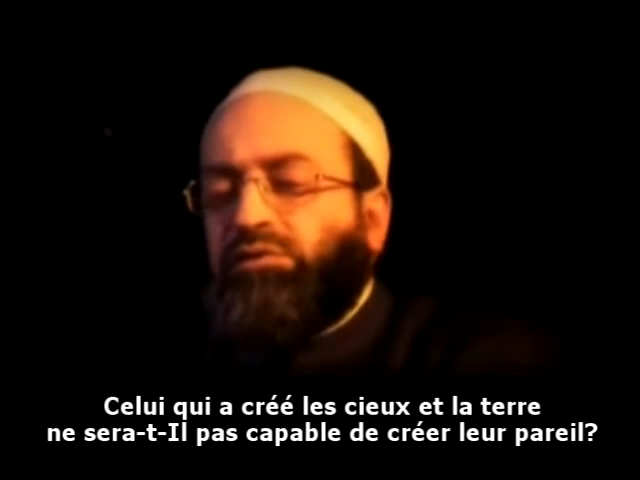 Celui qui a créé les cieux et la terre
ne sera-t-Il pas capable de créer leur pareil?